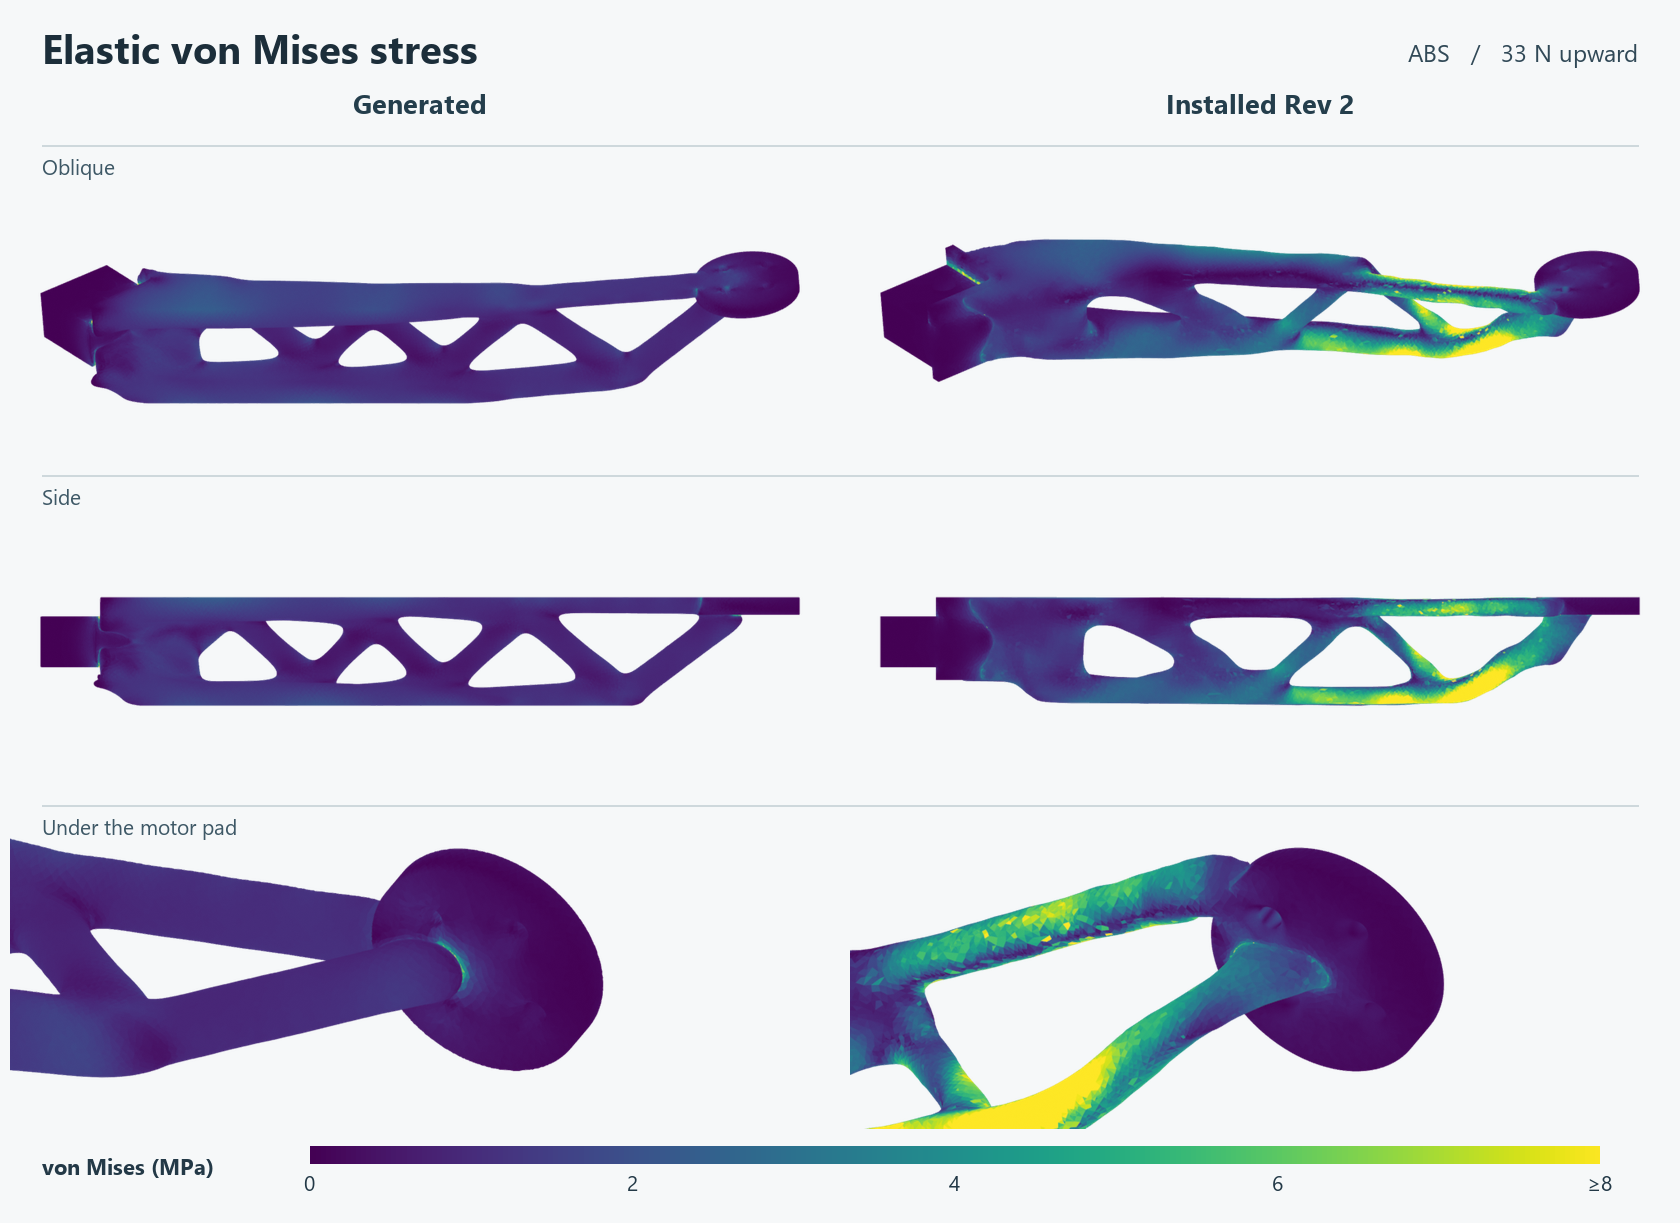 Elastic von Mises stress
ABS / 33 N upward
Generated
Installed Rev 2
Oblique
Side
Under the motor pad
von Mises (MPa)
0 2 4 6 ≥8